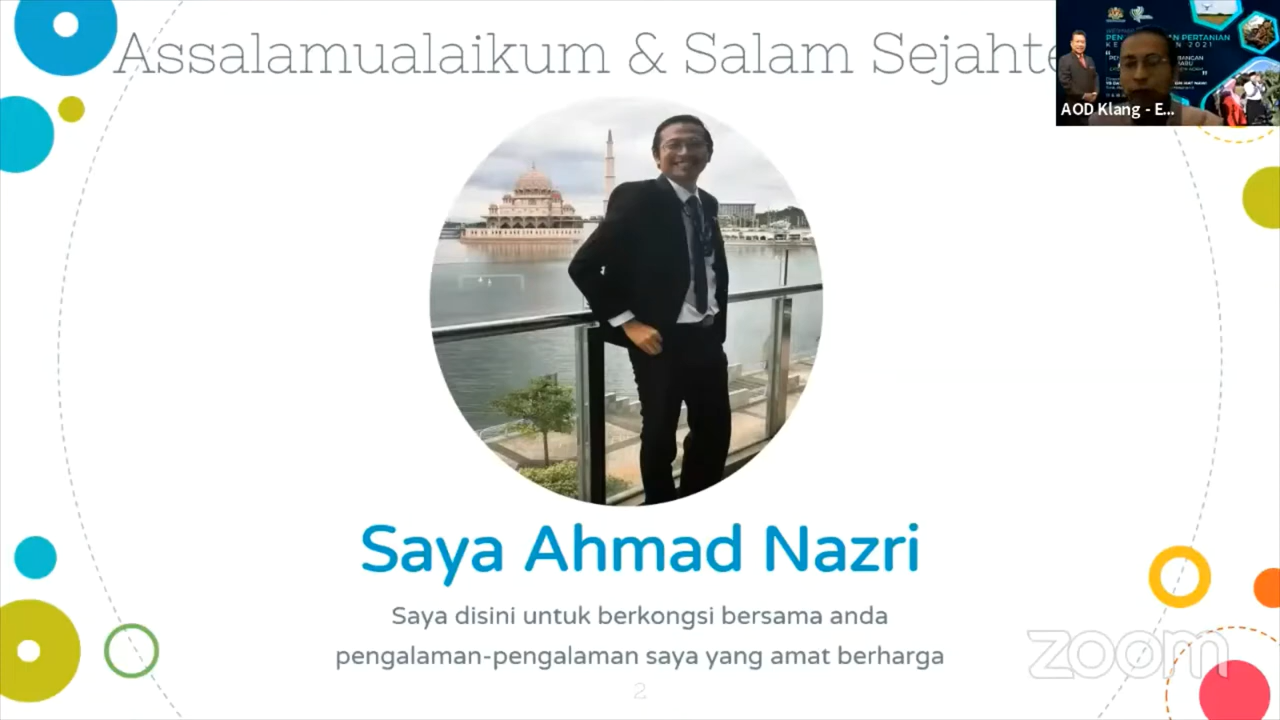 Assalamualaikum & Salam Sejahte
AOD Klang - E...
Saya Ahmad Nazri
Saya disini untuk berkongsi bersama anda
pengalaman-pengalaman saya yang amat berharga
2
zoom